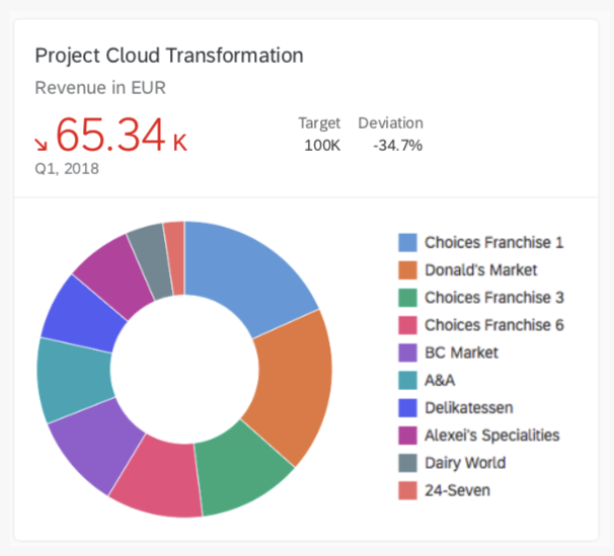 Project Cloud Transformation
Revenue in EUR
65.34 K
Target Deviation
100K -34.7%
Q1, 2018
Choices Franchise 1
Donald's Market
Choices Franchise 3
Choices Franchise 6
BC Market
A&A
Delikatessen
Alexei's Specialities
Dairy World
24-Seven